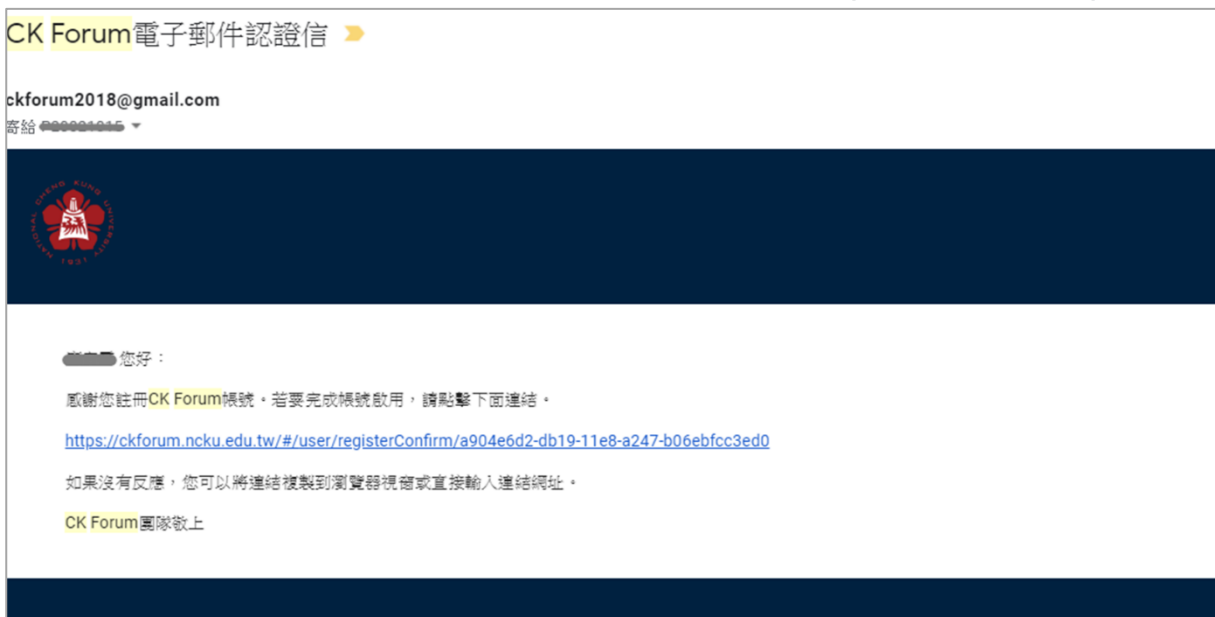 CK Forum電子郵件認證信
ckforum2018@gmail.com
寄給
NATIONAL CHENG KUNG UNIVERSITY
1931
您好：
感謝您註冊CK Forum帳號。若要完成帳號啟用，請點擊下面連結。
https://ckforum.ncku.edu.tw/#/user/registerConfirm/a904e6d2-db19-11e8-a247-b06ebfcc3ed0
如果沒有反應，您可以將連結複製到瀏覽器視窗或直接輸入連結網址。
CK Forum團隊敬上